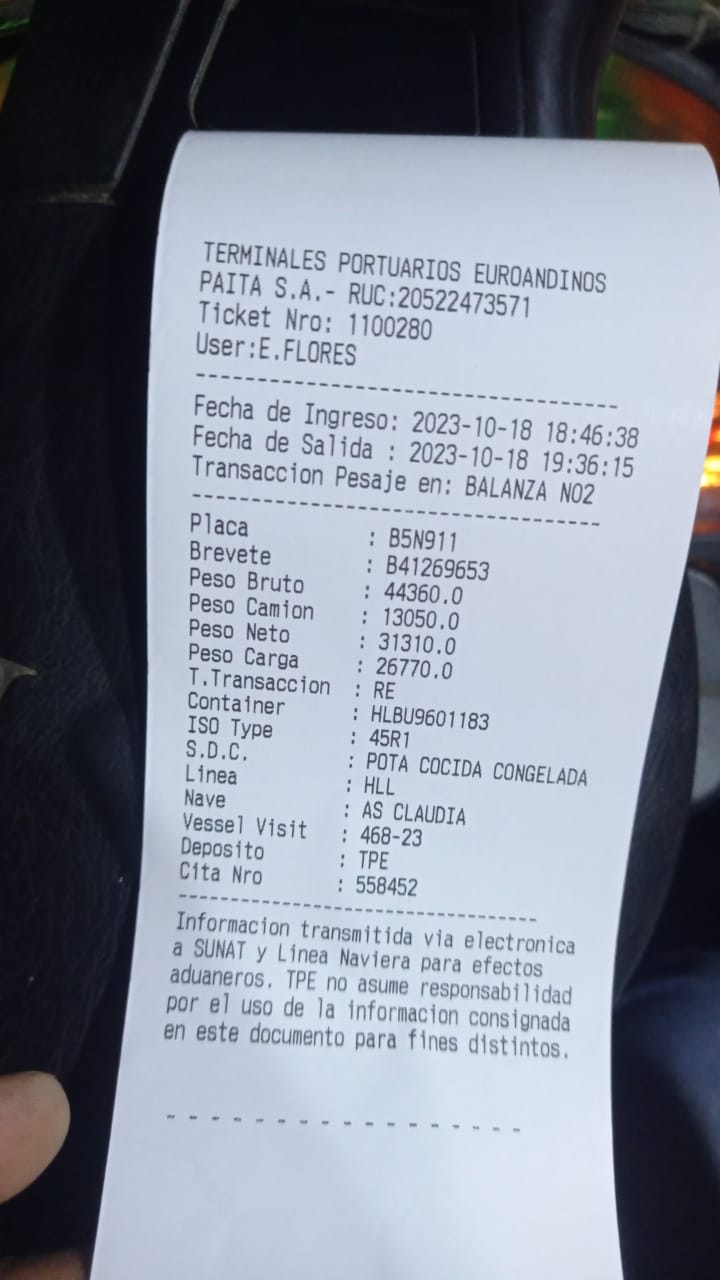 TERMINALES PORTUARIOS EUROANDINOS
PAITA S.A.- RUC:20522473571
Ticket Nro: 1100280
User:E.FLORES
---------------------------------
Fecha de Ingreso: 2023-10-18 18:46:38
Fecha de Salida : 2023-10-18 19:36:15
Transaccion Pesaje en: BALANZA NO2
---------------------------------
Placa : B5N911
Brevete : B41269653
Peso Bruto : 44360.0
Peso Camion : 13050.0
Peso Neto : 31310.0
Peso Carga : 26770.0
T.Transaccion : RE
Container : HLBU9601183
ISO Type : 45R1
S.D.C. : POTA COCIDA CONGELADA
Linea : HLL
Nave : AS CLAUDIA
Vessel Visit : 468-23
Deposito : TPE
Cita Nro : 558452
---------------------------------
Informacion transmitida via electronica
a SUNAT y Linea Naviera para efectos
aduaneros. TPE no asume responsabilidad
por el uso de la informacion consignada
en este documento para fines distintos.
- - - - - - - - - - - - - - - - -